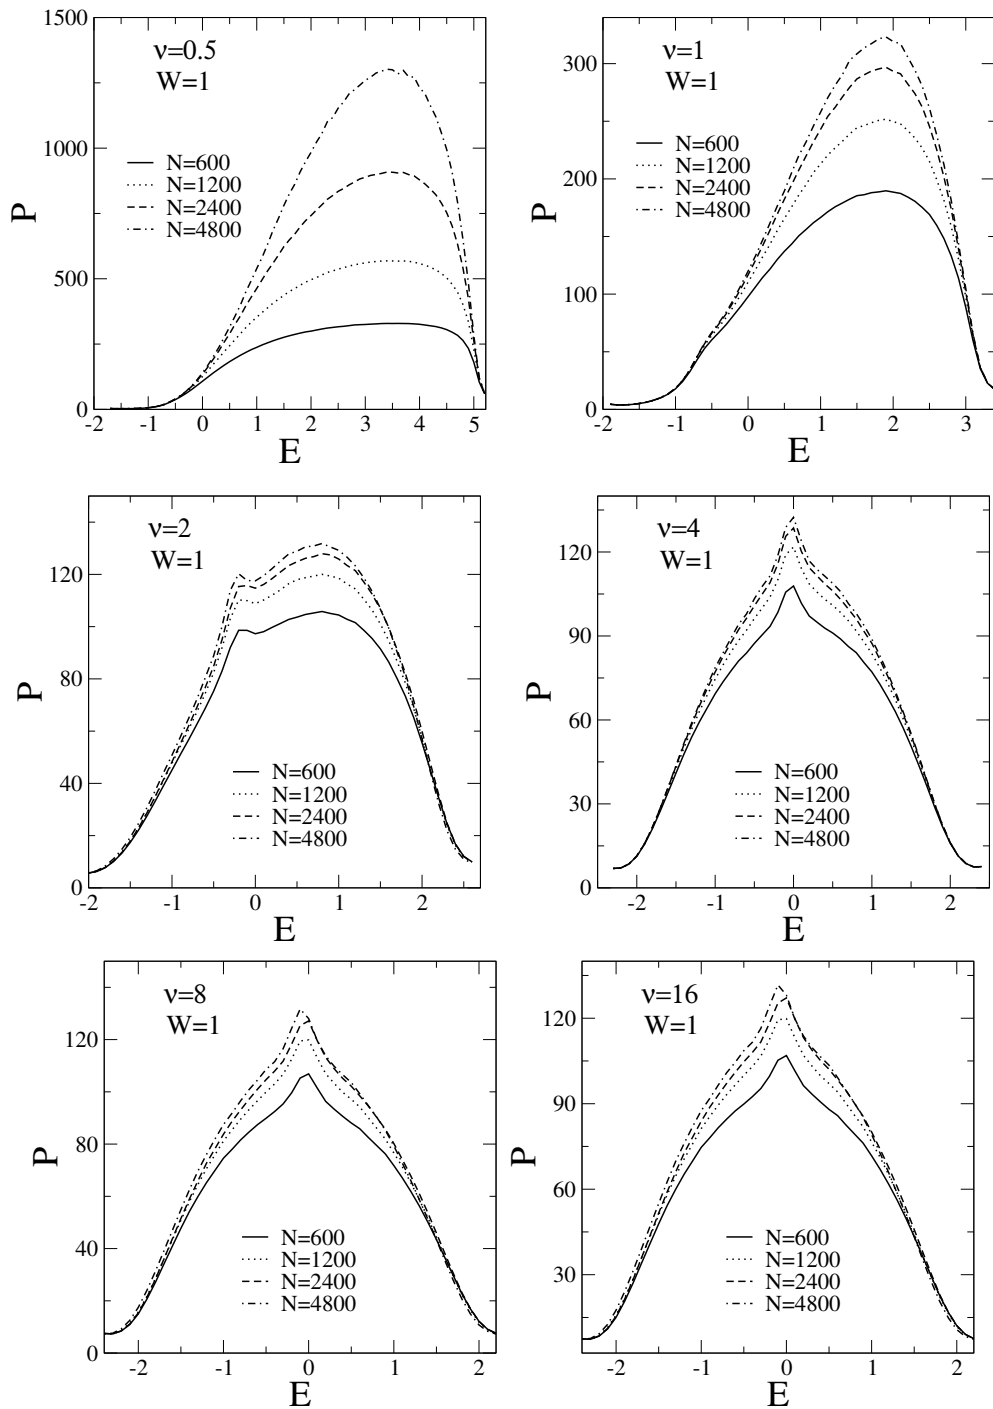 ν=0.5
W=1
N=600
N=1200
N=2400
N=4800
1500
1000
500
0
P
-2 -1 0 1 2 3 4 5
E
ν=1
W=1
N=600
N=1200
N=2400
N=4800
300
200
100
0
P
-2 -1 0 1 2 3
E
ν=2
W=1
N=600
N=1200
N=2400
N=4800
120
80
40
0
P
-2 -1 0 1 2
E
ν=4
W=1
N=600
N=1200
N=2400
N=4800
120
90
60
30
0
P
-2 -1 0 1 2
E
ν=8
W=1
N=600
N=1200
N=2400
N=4800
120
80
40
0
P
-2 -1 0 1 2
E
ν=16
W=1
N=600
N=1200
N=2400
N=4800
120
90
60
30
P
-2 -1 0 1 2
E